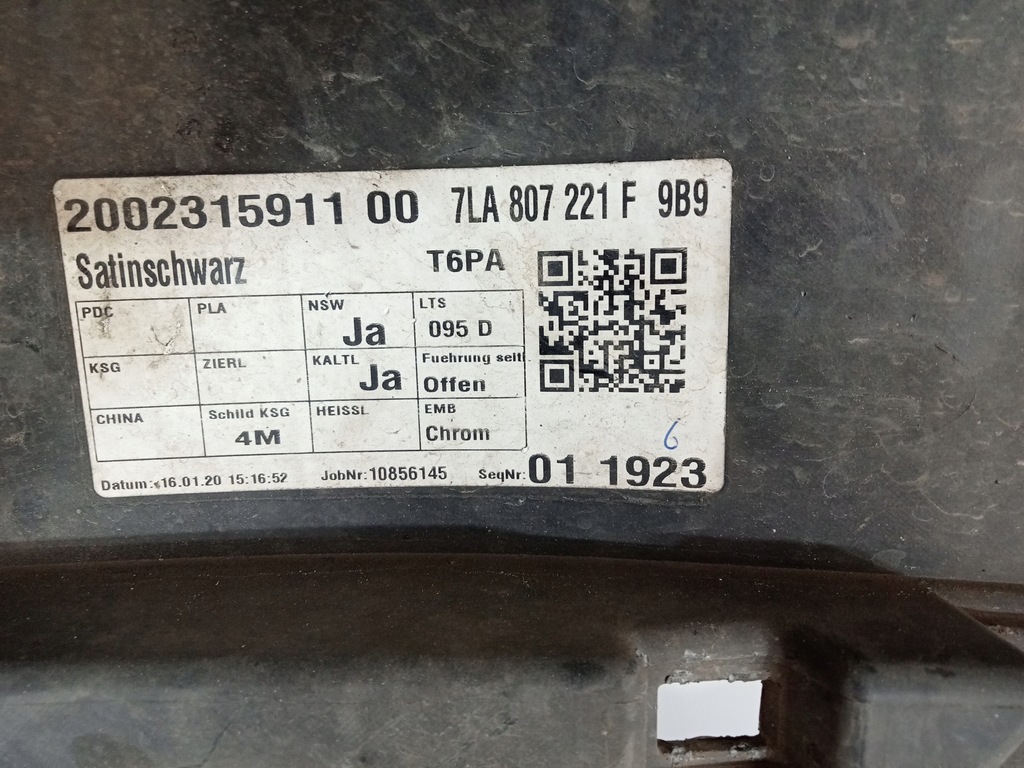 2002315911 00 7LA 807 221 F 9B9
Satinschwarz T6PA
PDC PLA NSW Ja LTS 095 D
KSG ZIERL KALTL Ja Fuehrung seitl Offen
CHINA Schild KSG 4M HEISSL EMB Chrom
6
Datum: 16.01.20 15:16:52 JobNr: 10856145 SeqNr: 01 1923